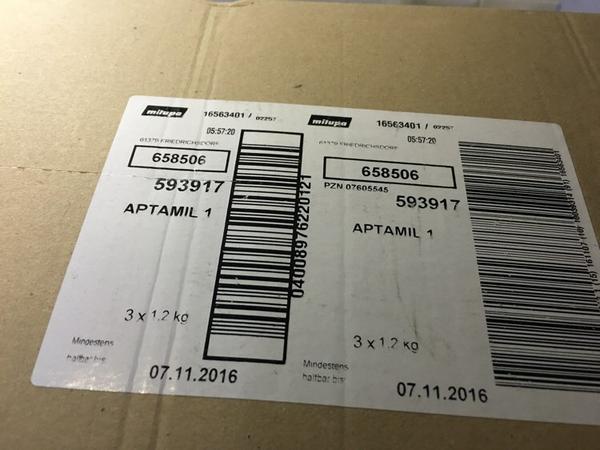 milupa 16563401 / 02257
05:57:20
61379 FRIEDRICHSDORF
658506
593917
APTAMIL 1
04008976220121
3 x 1.2 kg
Mindestens
haltbar bis:
07.11.2016
milupa 16563401 / 02257
05:57:20
61379 FRIEDRICHSDORF
658506
PZN 07605545
593917
APTAMIL 1
3 x 1.2 kg
Mindestens
haltbar bis:
07.11.2016